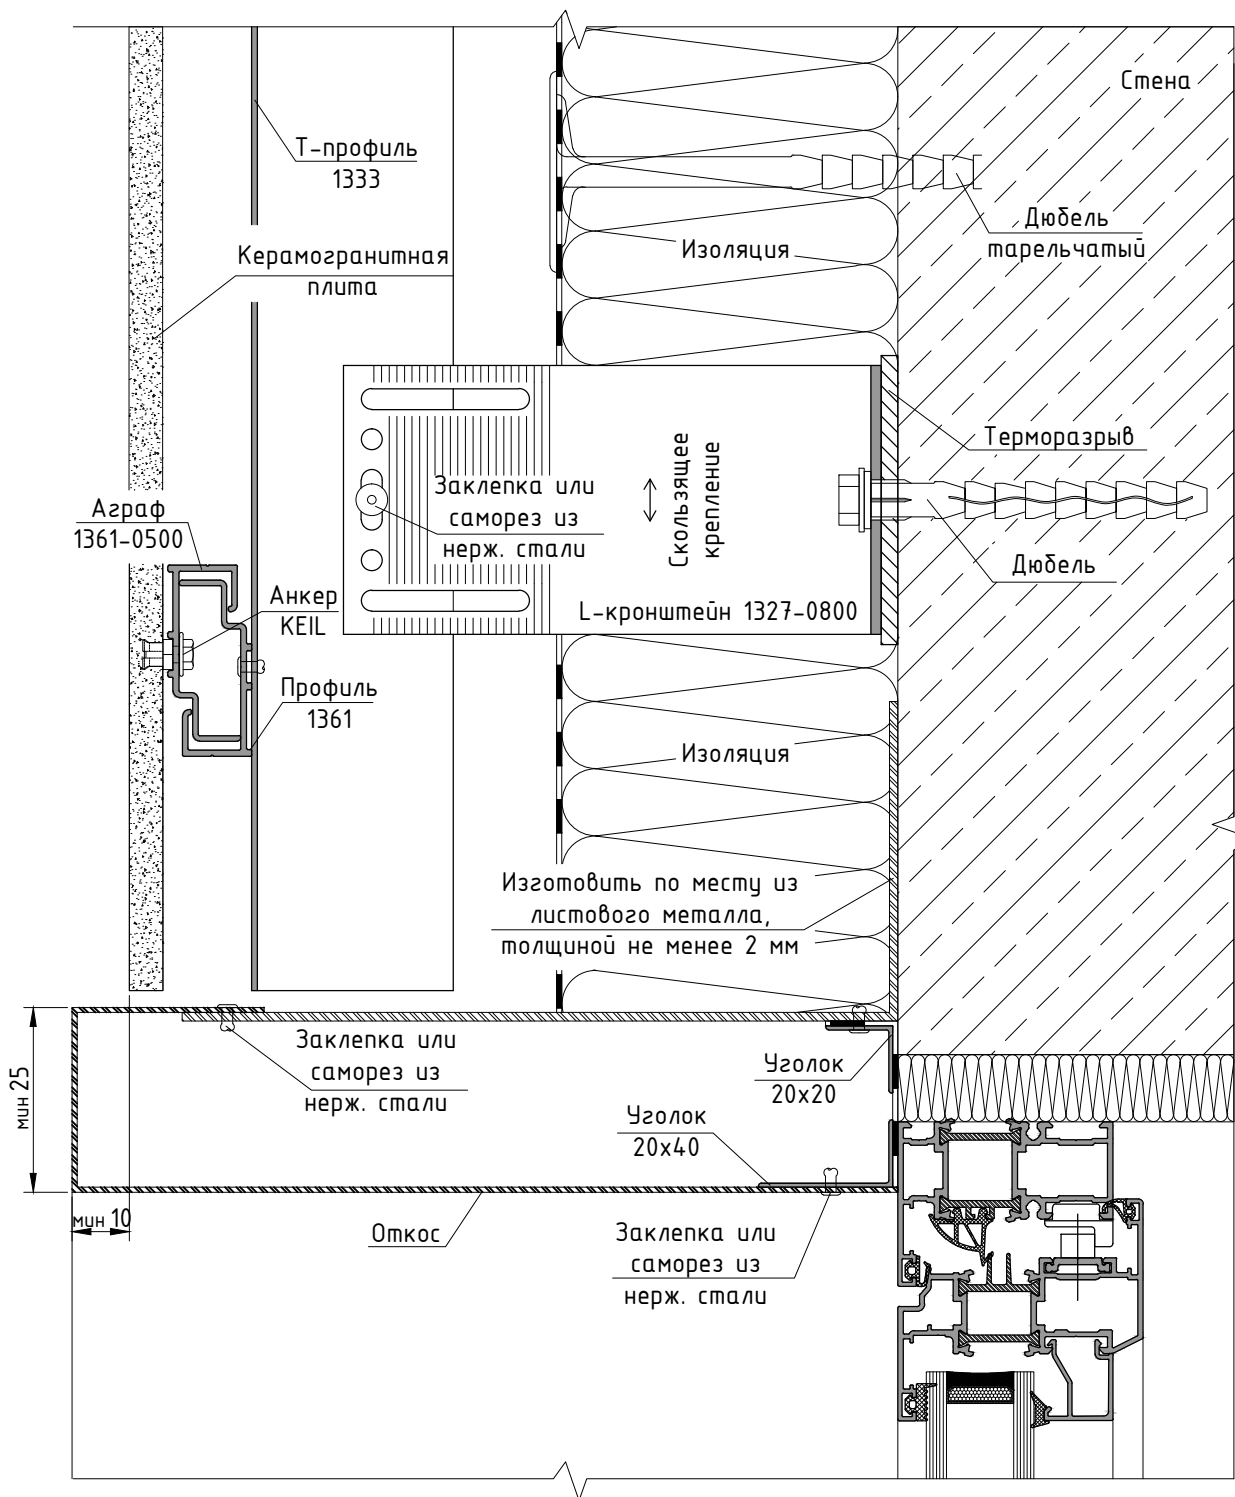 Стена
Т-профиль
1333
Дюбель
тарельчатый
Керамогранитная
плита
Изоляция
Терморазрыв
Скользящее
крепление
Заклепка или
саморез из
нерж. стали
Аграф
1361-0500
Дюбель
Анкер
KEIL
L-кронштейн 1327-0800
Профиль
1361
Изоляция
Изготовить по месту из
листового металла,
толщиной не менее 2 мм
Заклепка или
саморез из
нерж. стали
Уголок
20х20
мин 25
Уголок
20х40
мин 10
Откос
Заклепка или
саморез из
нерж. стали